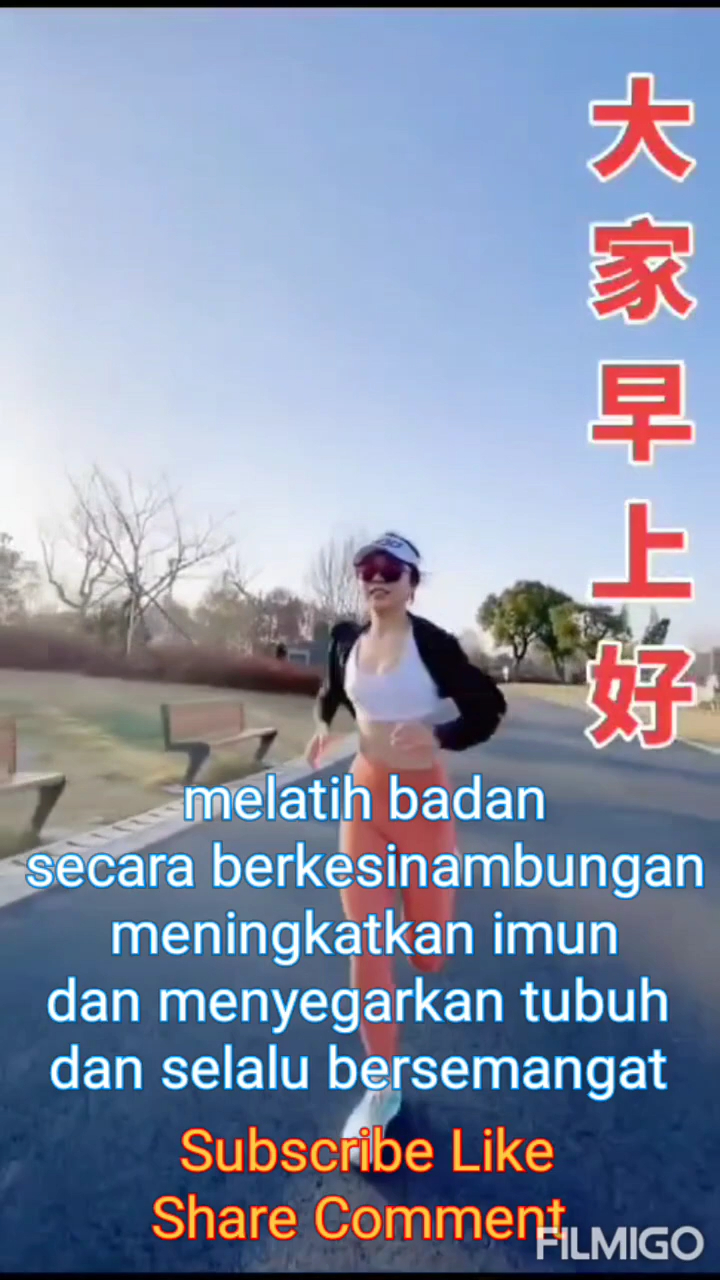 大家早上好
melatih badan
secara berkesinambungan
meningkatkan imun
dan menyegarkan tubuh
dan selalu bersemangat
Subscribe Like
Share Comment
FILMIGO